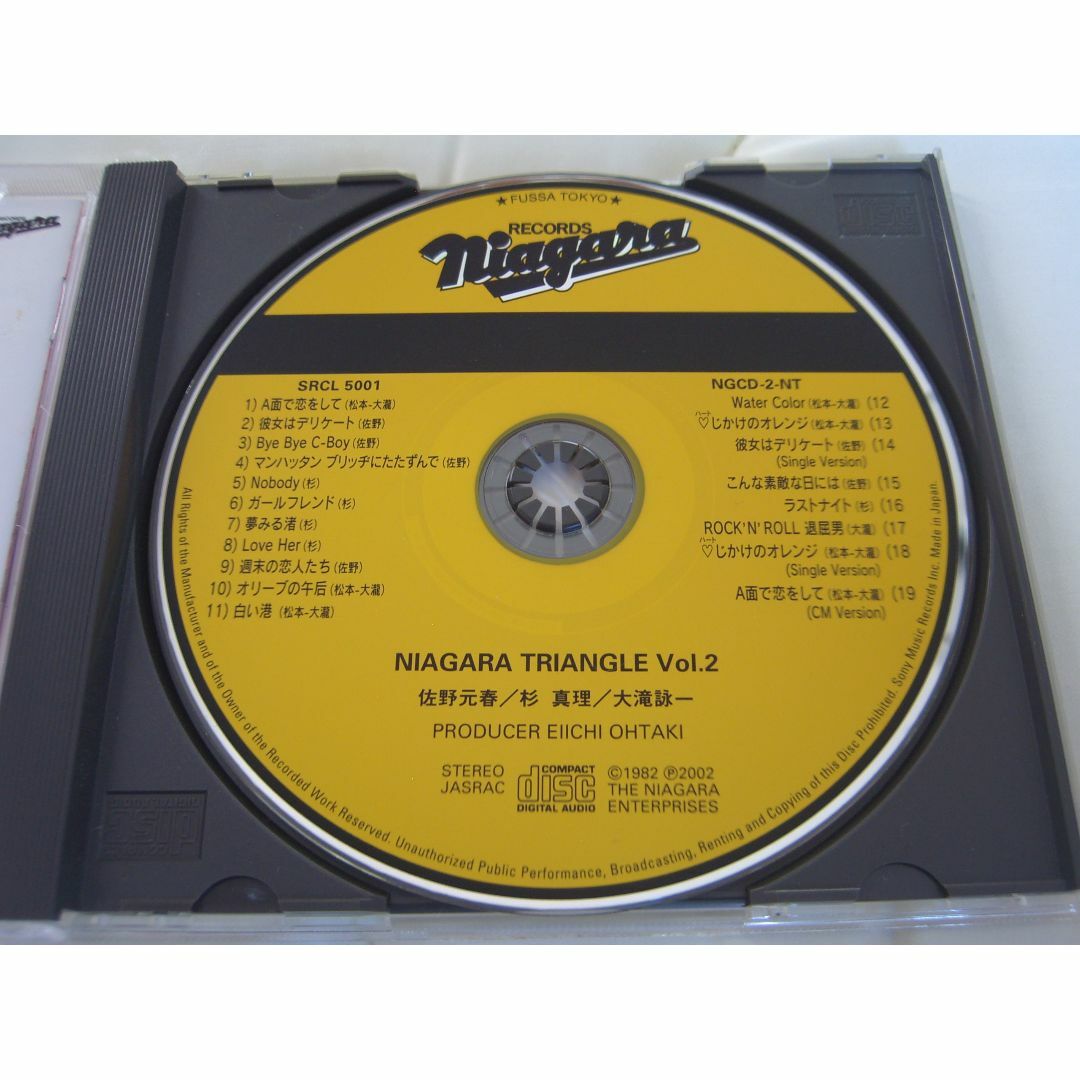 ★FUSSA TOKYO★
RECORDS
Niagara
SRCL 5001
1) A面で恋をして(松本-大瀧)
2) 彼女はデリケート(佐野)
3) Bye Bye C-Boy(佐野)
4) マンハッタン ブリッヂにたたずんで(佐野)
5) Nobody(杉)
6) ガールフレンド(杉)
7) 夢みる渚(杉)
8) Love Her(杉)
9) 週末の恋人たち(佐野)
10) オリーブの午后(松本-大瀧)
11) 白い港(松本-大瀧)
NGCD-2-NT
Water Color(松本-大瀧) (12
ハート
♡じかけのオレンジ(松本-大瀧) (13
彼女はデリケート(佐野) (14
(Single Version)
こんな素敵な日には(佐野) (15
ラストナイト(杉) (16
ROCK'N'ROLL 退屈男(大瀧) (17
ハート
♡じかけのオレンジ(松本-大瀧) (18
(Single Version)
A面で恋をして(松本-大瀧) (19
(CM Version)
NIAGARA TRIANGLE Vol.2
佐野元春／杉 真理／大滝詠一
PRODUCER EIICHI OHTAKI
STEREO
JASRAC
COMPACT
disc
DIGITAL AUDIO
©1982 ℗2002
THE NIAGARA
ENTERPRISES
All Rights of the Manufacturer and of the Owner of the Recorded Work Reserved. Unauthorized Public Performance, Broadcasting, Renting and Copying of this Disc Prohibited. Sony Music Records Inc. Made in Japan.